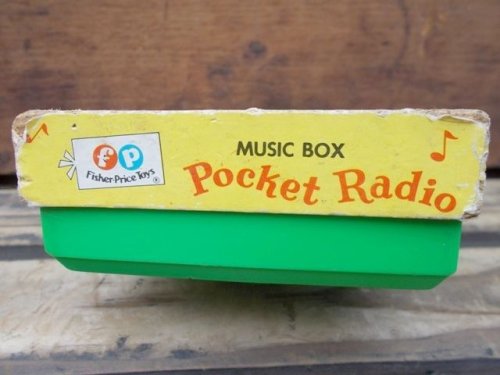 fp
Fisher-Price Toys ®
MUSIC BOX
Pocket Radio